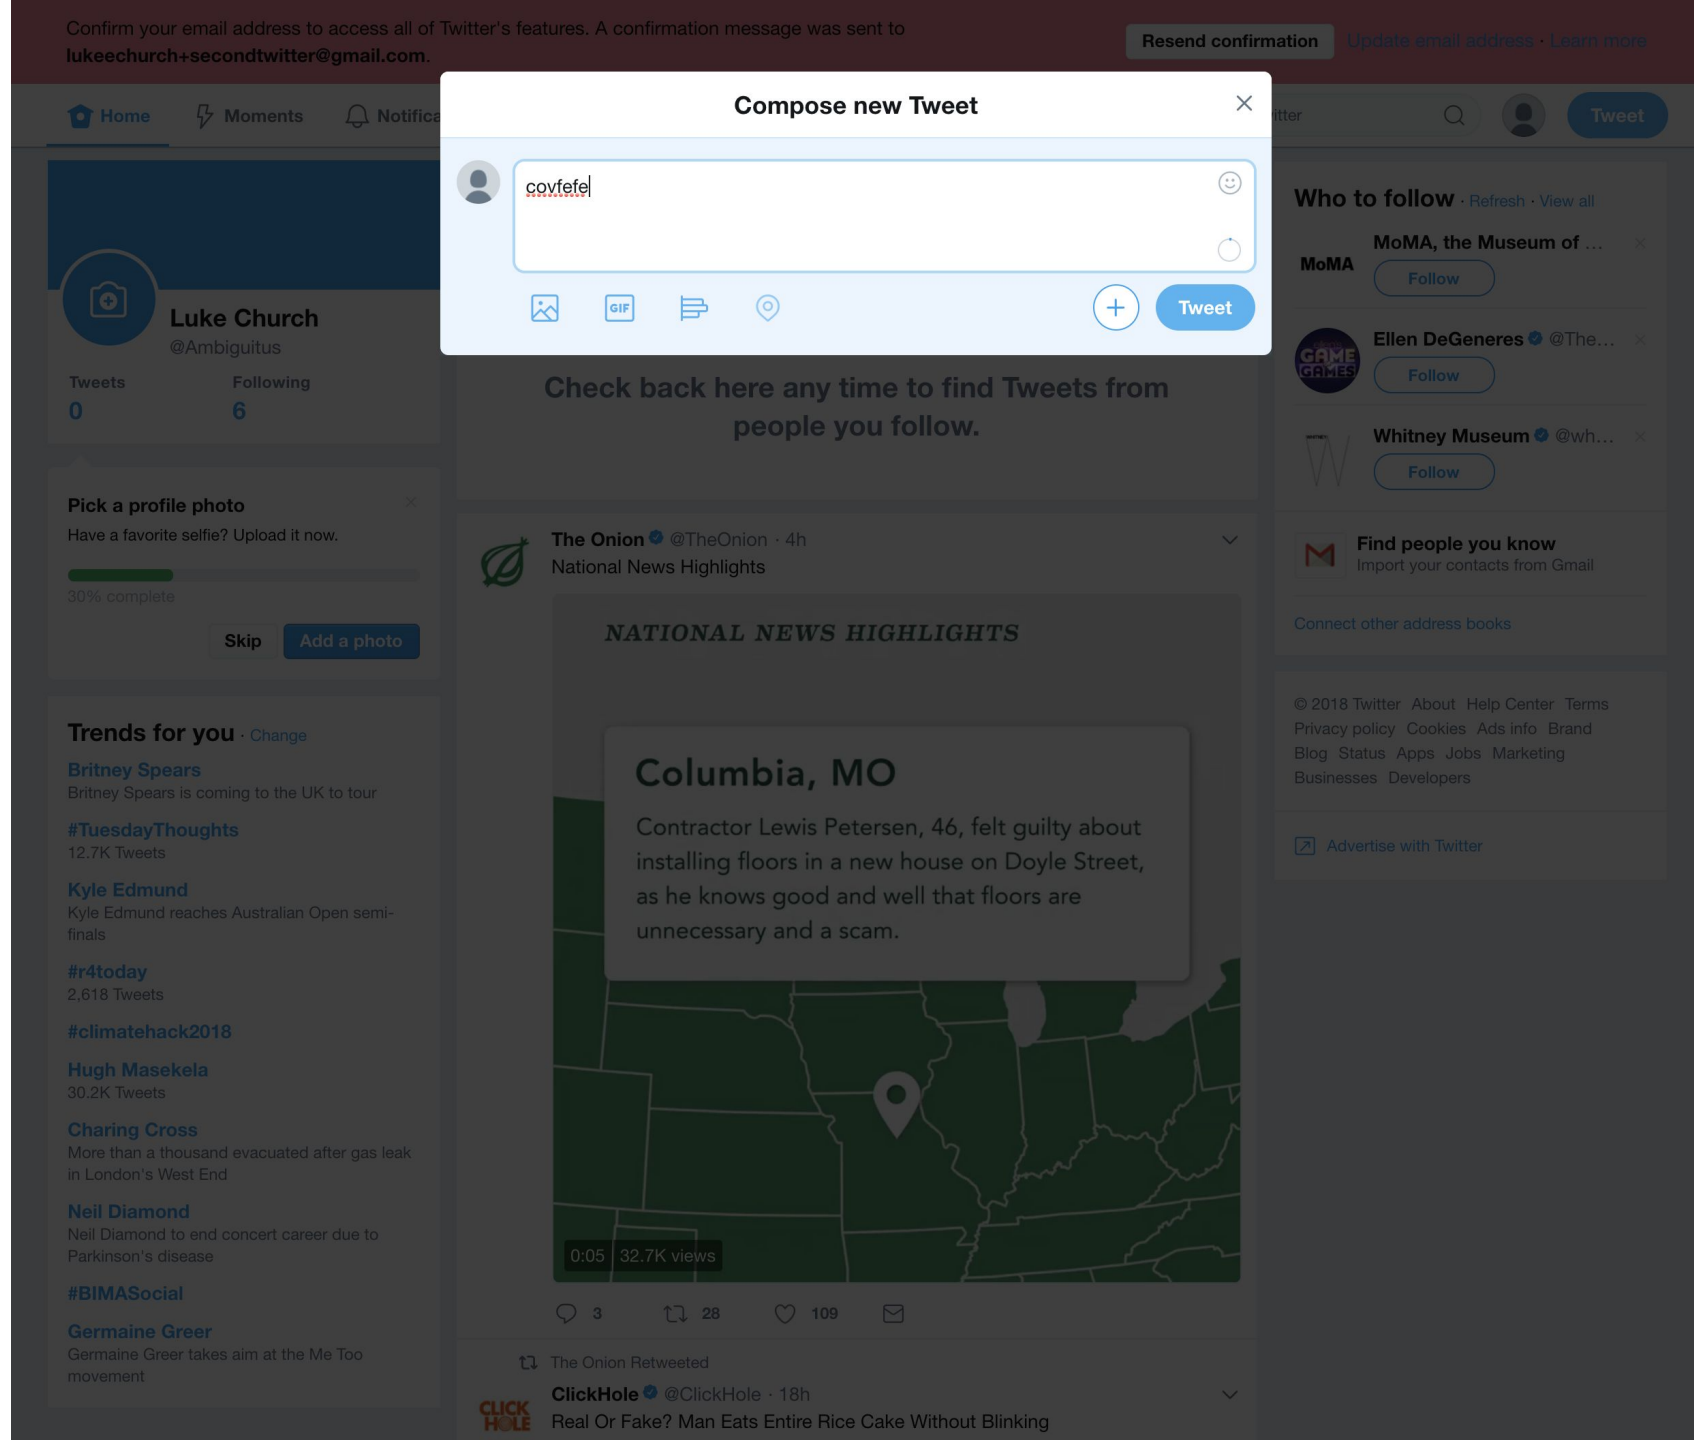 Confirm your email address to access all of Twitter's features. A confirmation message was sent to
lukeechurch+secondtwitter@gmail.com.
Resend confirmation
Update email address · Learn more
Home
Moments
Notifica
itter
Tweet
Compose new Tweet
covfefe
GIF
Tweet
Luke Church
@Ambiguitus
Tweets
Following
0
6
Pick a profile photo
Have a favorite selfie? Upload it now.
30% complete
Skip
Add a photo
Trends for you · Change
Britney Spears
Britney Spears is coming to the UK to tour
#TuesdayThoughts
12.7K Tweets
Kyle Edmund
Kyle Edmund reaches Australian Open semi-
finals
#r4today
2,618 Tweets
#climatehack2018
Hugh Masekela
30.2K Tweets
Charing Cross
More than a thousand evacuated after gas leak
in London's West End
Neil Diamond
Neil Diamond to end concert career due to
Parkinson's disease
#BIMASocial
Germaine Greer
Germaine Greer takes aim at the Me Too
movement
Check back here any time to find Tweets from
people you follow.
The Onion @TheOnion · 4h
National News Highlights
NATIONAL NEWS HIGHLIGHTS
Columbia, MO
Contractor Lewis Petersen, 46, felt guilty about
installing floors in a new house on Doyle Street,
as he knows good and well that floors are
unnecessary and a scam.
0:05
32.7K views
3
28
109
The Onion Retweeted
CLICK
HOLE
ClickHole @ClickHole · 18h
Real Or Fake? Man Eats Entire Rice Cake Without Blinking
Who to follow · Refresh · View all
MoMA
MoMA, the Museum of ...
Follow
GAME
GAMES
Ellen DeGeneres @The...
Follow
W
Whitney Museum @wh...
Follow
Find people you know
Import your contacts from Gmail
Connect other address books
© 2018 Twitter About Help Center Terms
Privacy policy Cookies Ads info Brand
Blog Status Apps Jobs Marketing
Businesses Developers
Advertise with Twitter